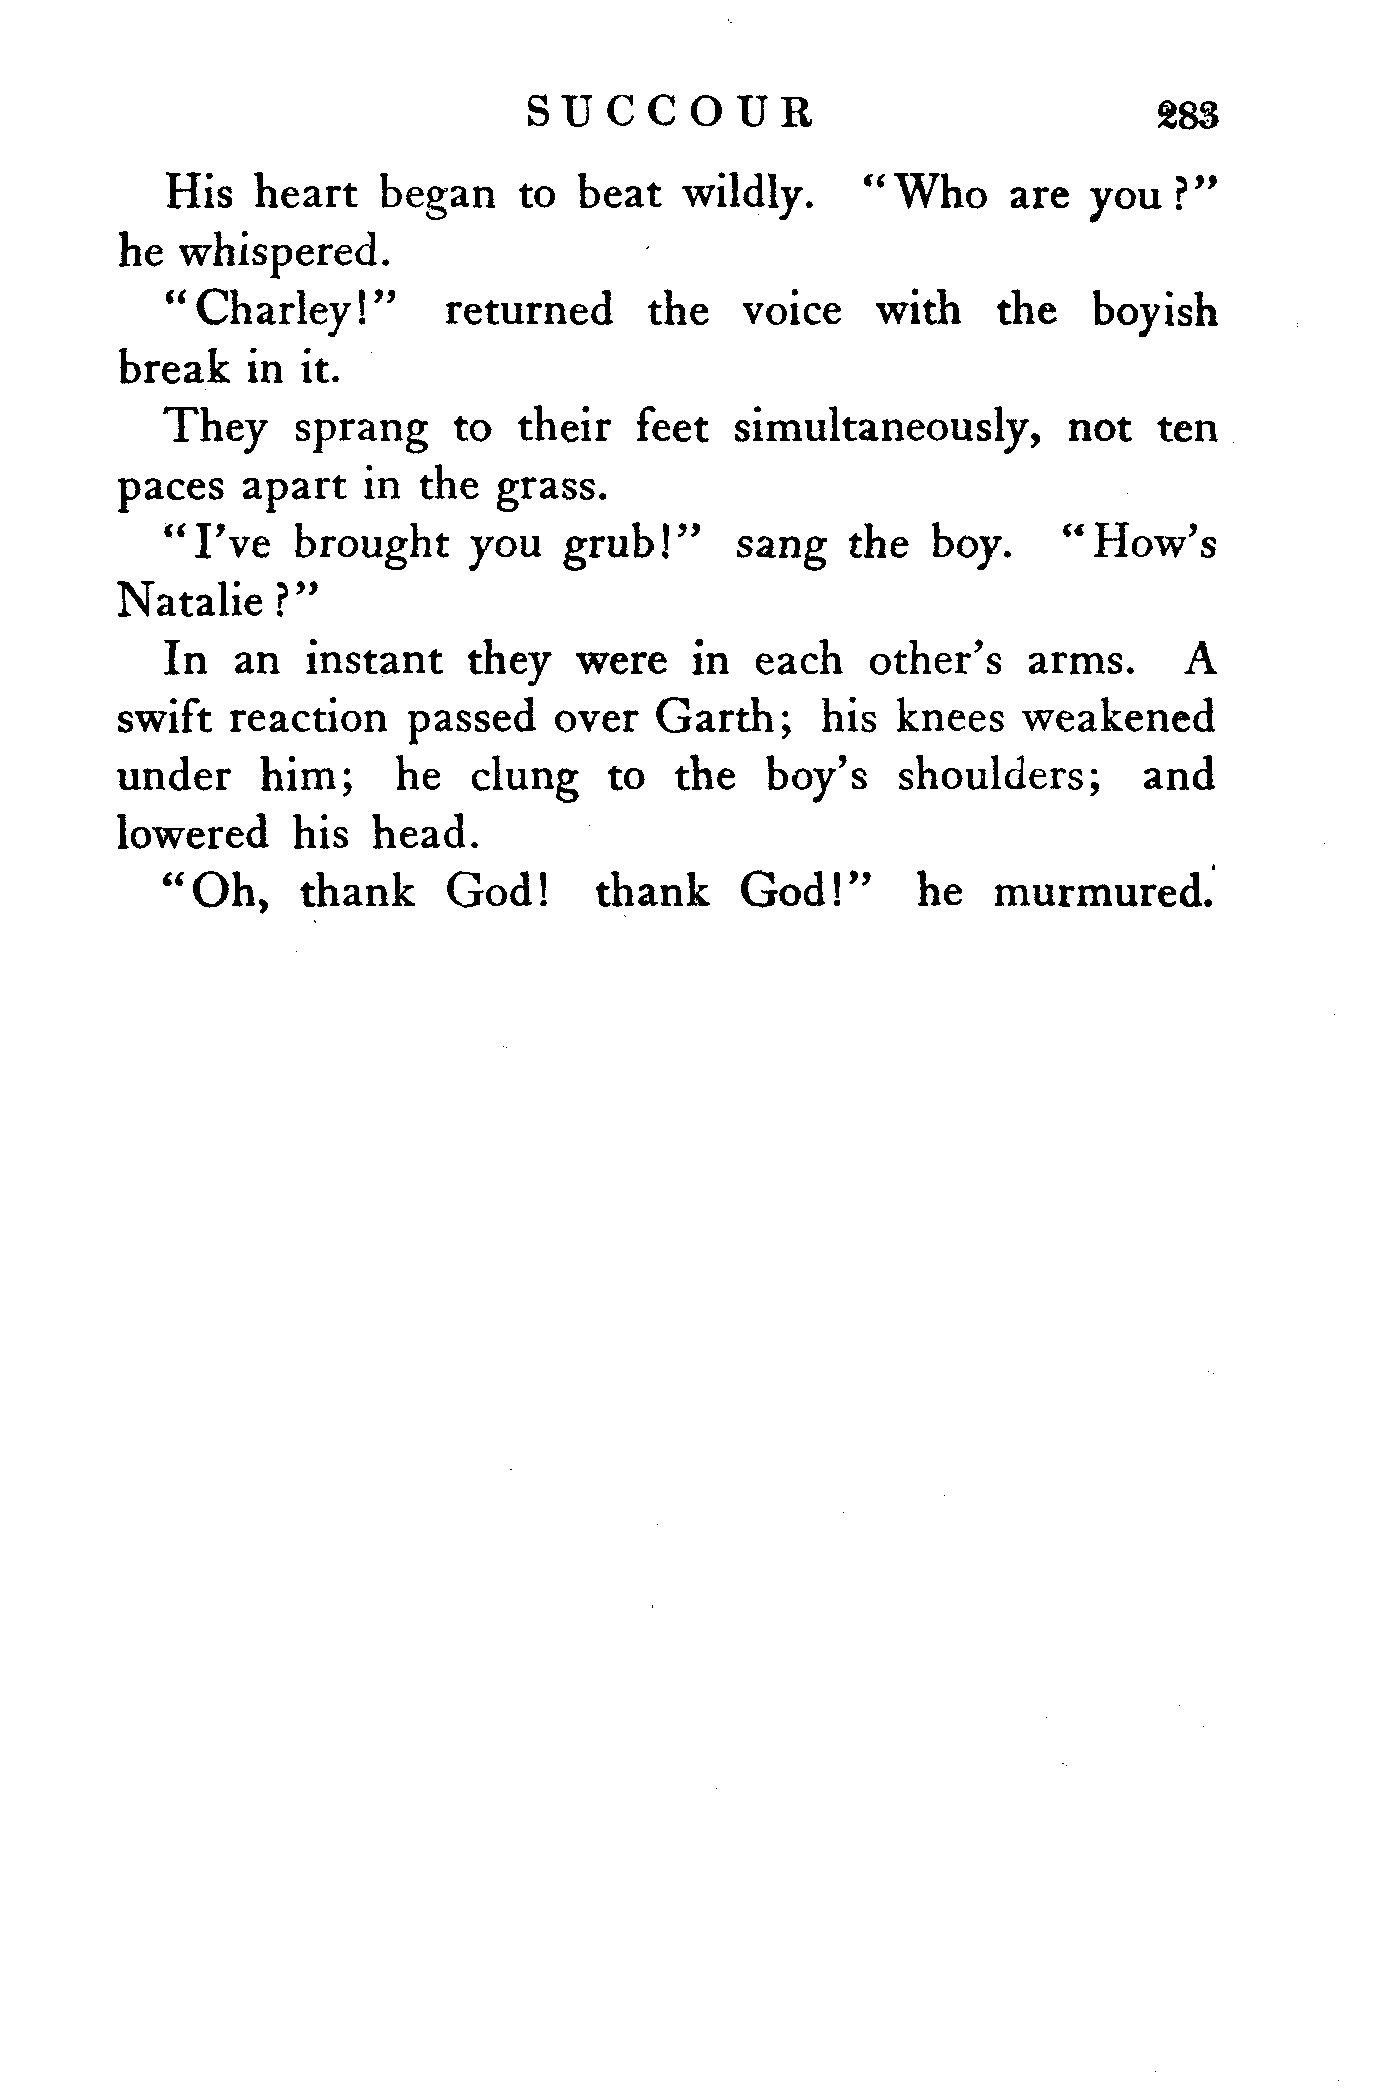 SUCCOUR 283
His heart began to beat wildly. "Who are you?"
he whispered.
"Charley!" returned the voice with the boyish
break in it.
They sprang to their feet simultaneously, not ten
paces apart in the grass.
"I've brought you grub!" sang the boy. "How's
Natalie?"
In an instant they were in each other's arms. A
swift reaction passed over Garth; his knees weakened
under him; he clung to the boy's shoulders; and
lowered his head.
"Oh, thank God! thank God!" he murmured.